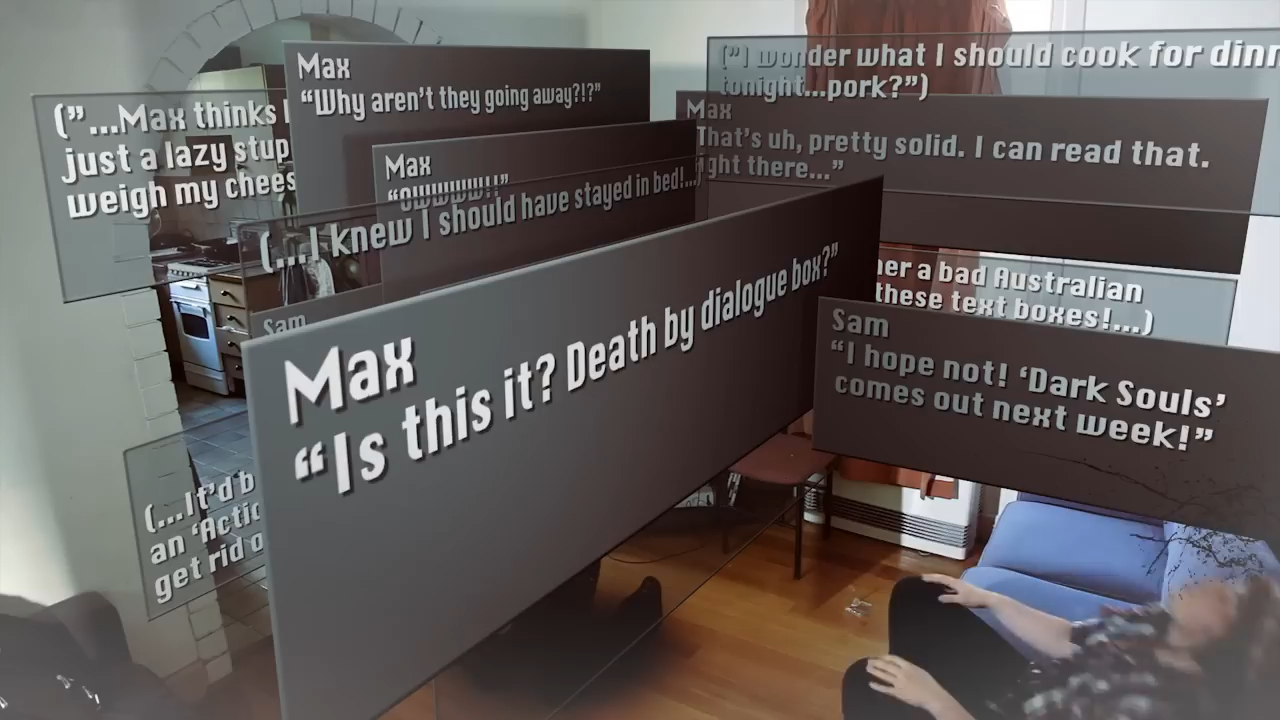 ("...Max thinks
just a lazy stup
weigh my chees
Max
“Why aren't they going away?!?”
("I wonder what I should cook for dinn
tonight...pork?")
Max
That's uh, pretty solid. I can read that.
ight there...”
Max
“OWWWW!!”
(...I knew I should have stayed in bed!...)
Sam
Max
“Is this it? Death by dialogue box?”
her a bad Australian
these text boxes!...)
Sam
“I hope not! ‘Dark Souls’
comes out next week!”
(...It'd b
an ‘Actio
get rid o